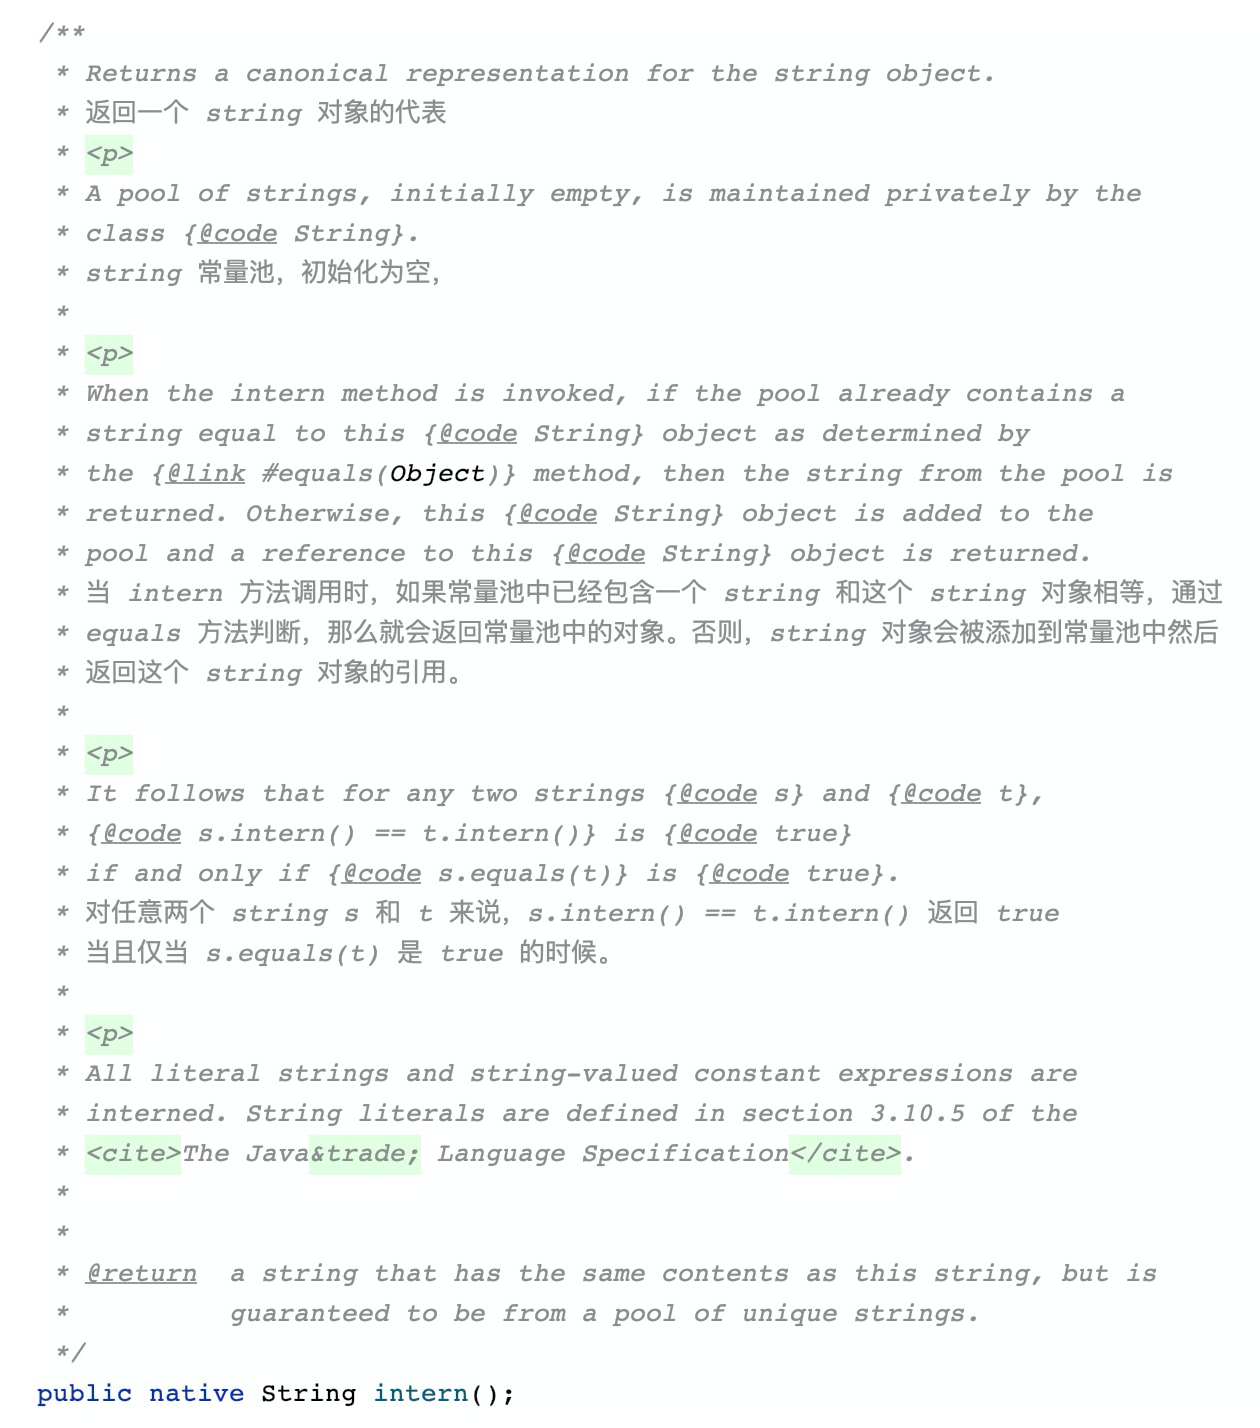 /**
* Returns a canonical representation for the string object.
* 返回一个 string 对象的代表
* <p>
* A pool of strings, initially empty, is maintained privately by the
* class {@code String}.
* string 常量池，初始化为空，
*
* <p>
* When the intern method is invoked, if the pool already contains a
* string equal to this {@code String} object as determined by
* the {@link #equals(Object)} method, then the string from the pool is
* returned. Otherwise, this {@code String} object is added to the
* pool and a reference to this {@code String} object is returned.
* 当 intern 方法调用时，如果常量池中已经包含一个 string 和这个 string 对象相等，通过
* equals 方法判断，那么就会返回常量池中的对象。否则，string 对象会被添加到常量池中然后
* 返回这个 string 对象的引用。
*
* <p>
* It follows that for any two strings {@code s} and {@code t},
* {@code s.intern() == t.intern()} is {@code true}
* if and only if {@code s.equals(t)} is {@code true}.
* 对任意两个 string s 和 t 来说，s.intern() == t.intern() 返回 true
* 当且仅当 s.equals(t) 是 true 的时候。
*
* <p>
* All literal strings and string-valued constant expressions are
* interned. String literals are defined in section 3.10.5 of the
* <cite>The Java&trade; Language Specification</cite>.
*
*
* @return  a string that has the same contents as this string, but is
*          guaranteed to be from a pool of unique strings.
*/
public native String intern();